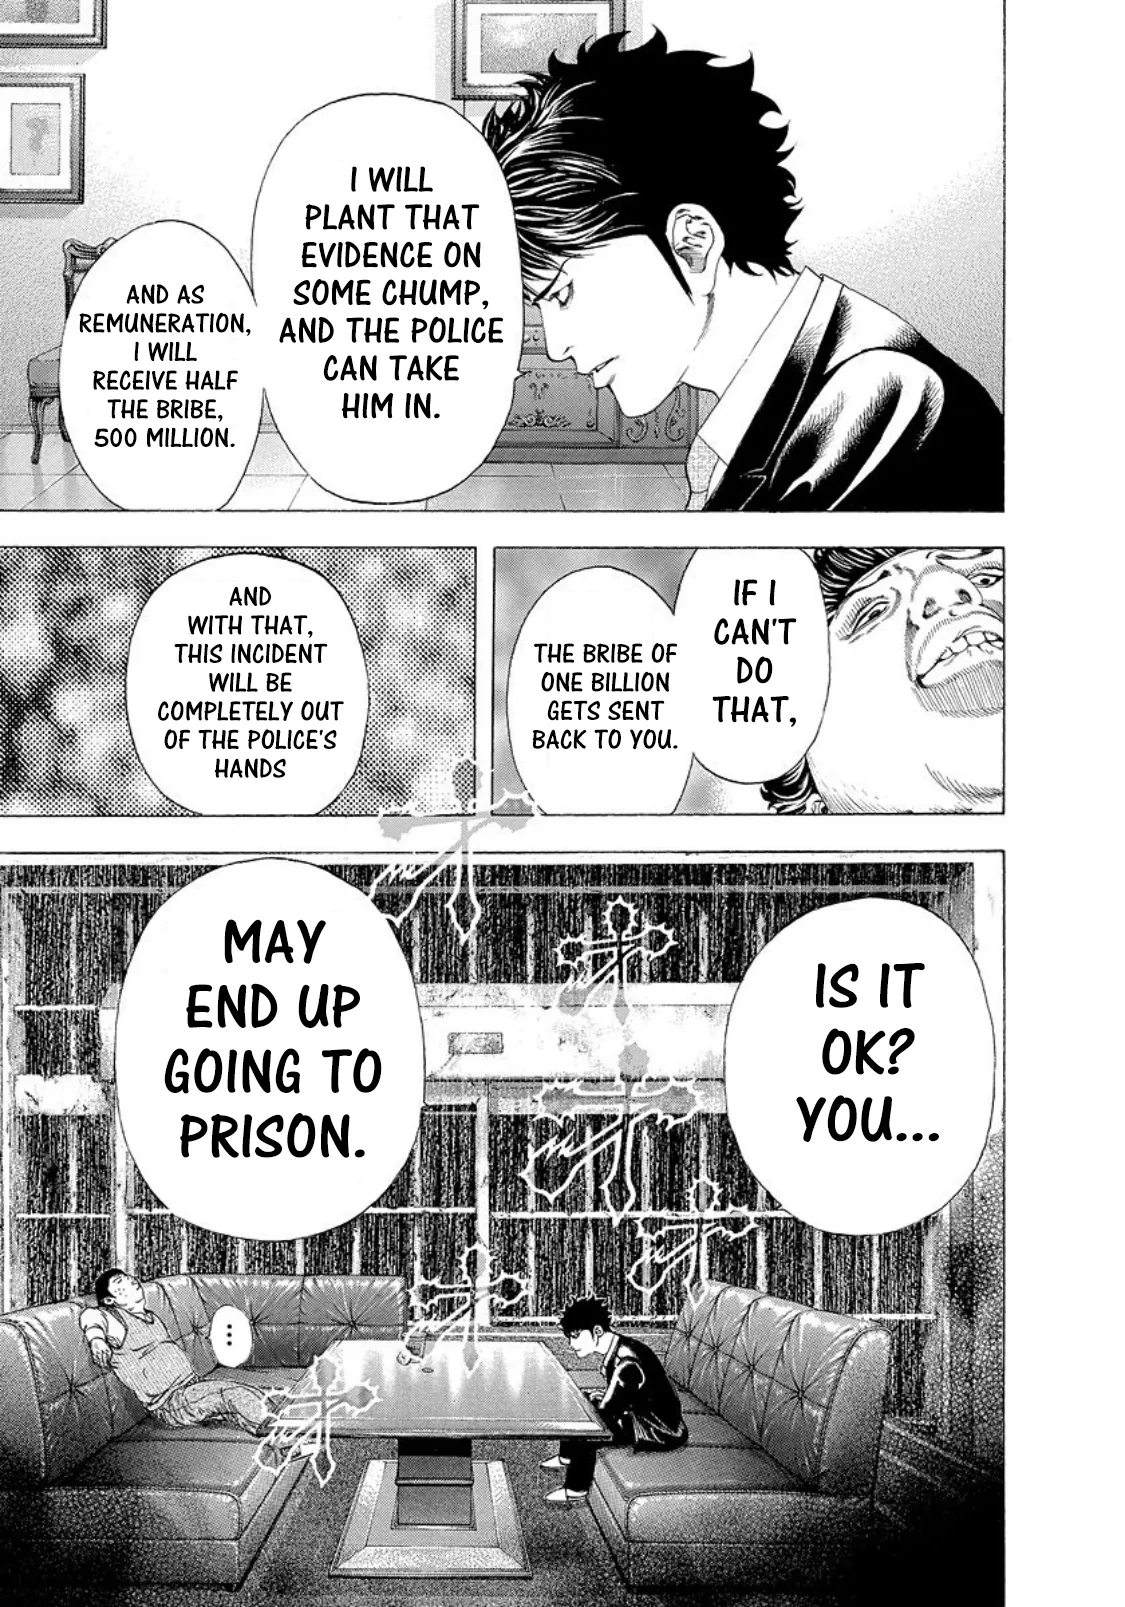 I WILL
PLANT THAT
EVIDENCE ON
SOME CHUMP,
AND THE POLICE
CAN TAKE
HIM IN.
AND AS
REMUNERATION,
I WILL
RECEIVE HALF
THE BRIBE,
500 MILLION.
IF I
CAN'T
DO
THAT,
THE BRIBE OF
ONE BILLION
GETS SENT
BACK TO YOU.
AND
WITH THAT,
THIS INCIDENT
WILL BE
COMPLETELY OUT
OF THE POLICE'S
HANDS
IS IT
OK?
YOU...
MAY
END UP
GOING TO
PRISON.
...